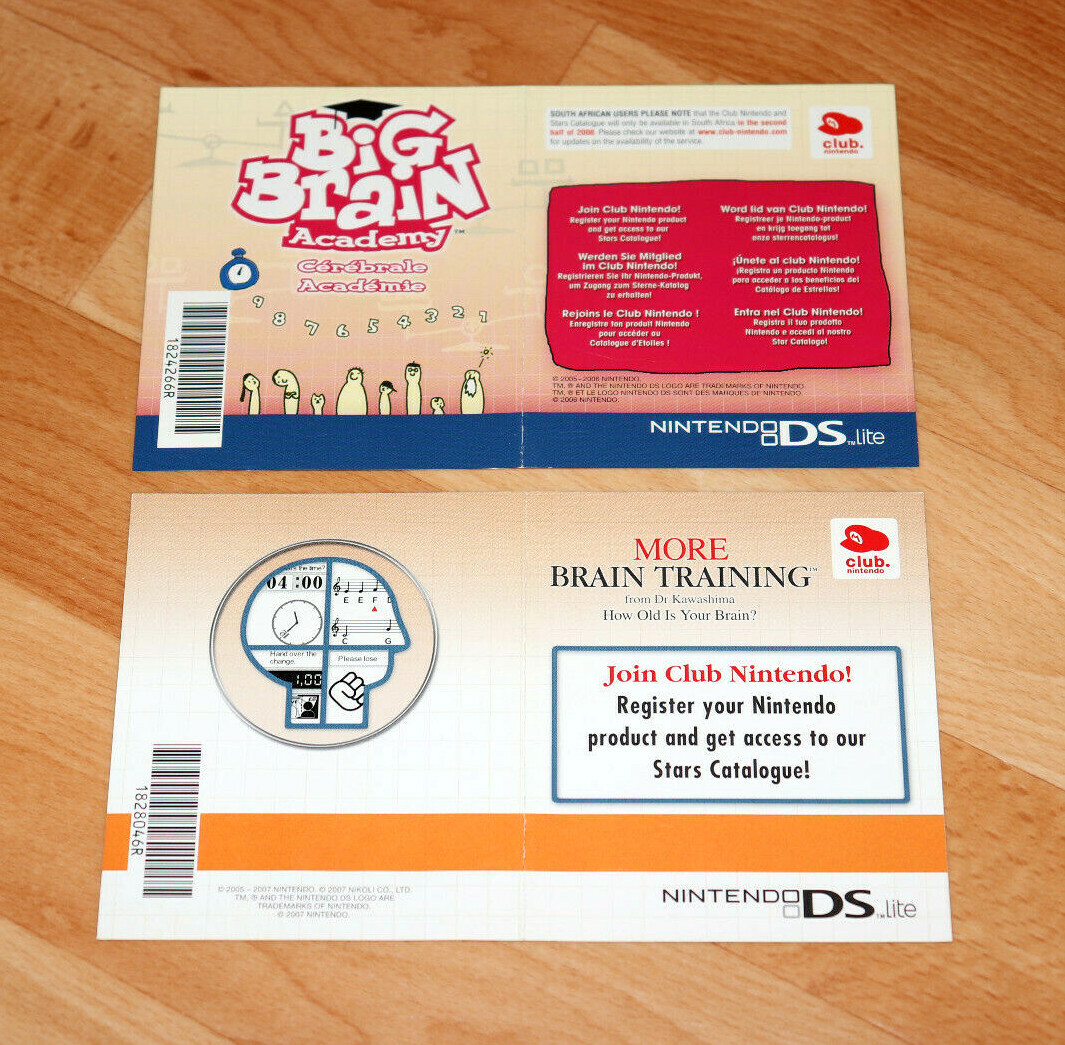 BiG
BraiN
Academy™
Cérébrale
Académie
9 8 7 6 5 4 3 2 1
1824266R
SOUTH AFRICAN USERS PLEASE NOTE that the Club Nintendo and
Stars Catalogue will only be available in South Africa in the second
half of 2006. Please check our website at www.club-nintendo.com
for updates on the availability of the service.
club.
nintendo
Join Club Nintendo!
Register your Nintendo product
and get access to our
Stars Catalogue!
Werden Sie Mitglied
im Club Nintendo!
Registrieren Sie Ihr Nintendo-Produkt,
um Zugang zum Sterne-Katalog
zu erhalten!
Rejoins le Club Nintendo !
Enregistre ton produit Nintendo
pour accéder au
Catalogue d'Etoiles !
Word lid van Club Nintendo!
Registreer je Nintendo-product
en krijg toegang tot
onze sterrencatalogus!
¡Únete al club Nintendo!
¡Registra un producto Nintendo
para acceder a los beneficios del
Catálogo de Estrellas!
Entra nel Club Nintendo!
Registra il tuo prodotto
Nintendo e accedi al nostro
Star Catalogo!
© 2005-2006 NINTENDO.
TM, ® AND THE NINTENDO DS LOGO ARE TRADEMARKS OF NINTENDO.
TM, ® ET LE LOGO NINTENDO DS SONT DES MARQUES DE NINTENDO.
© 2006 NINTENDO.
NINTENDO DS™ Lite
the time?
04 :00
E E F D
C G
Hand over the
change.
1.00
Please lose
1828046R
© 2005 – 2007 NINTENDO. © 2007 NIKOLI CO., LTD.
TM, ® AND THE NINTENDO DS LOGO ARE
TRADEMARKS OF NINTENDO.
© 2007 NINTENDO.
MORE
BRAIN TRAINING™
from Dr Kawashima
How Old Is Your Brain?
club.
nintendo
Join Club Nintendo!
Register your Nintendo
product and get access to our
Stars Catalogue!
NINTENDO DS™ Lite